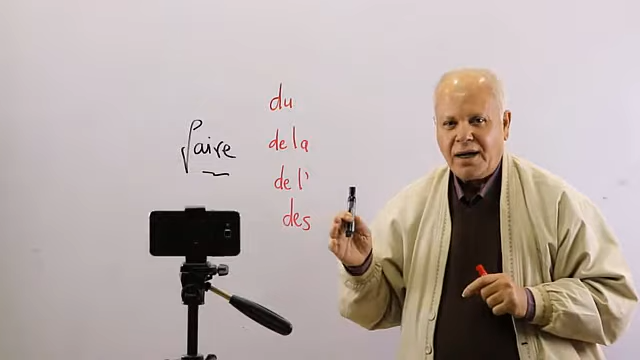 faire
du
de la
de l'
des